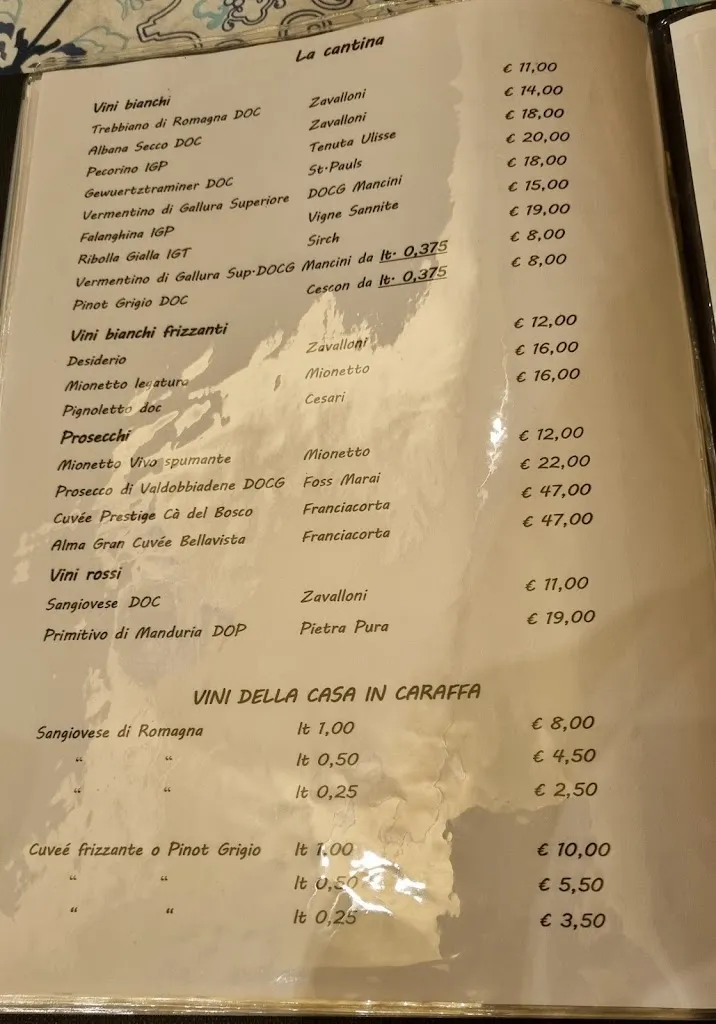 La cantina
Vini bianchi
Trebbiano di Romagna DOC Zavalloni € 11,00
Albana Secco DOC Zavalloni € 14,00
Pecorino IGP Tenuta Ulisse € 18,00
Gewuertztraminer DOC St·Pauls € 20,00
Vermentino di Gallura Superiore DOCG Mancini € 18,00
Falanghina IGP Vigne Sannite € 15,00
Ribolla Gialla IGT Sirch € 19,00
Vermentino di Gallura Sup·DOCG Mancini da lt· 0,375 € 8,00
Pinot Grigio DOC Cescon da lt· 0,375 € 8,00
Vini bianchi frizzanti
Desiderio Zavalloni € 12,00
Mionetto legatura Mionetto € 16,00
Pignoletto doc Cesari € 16,00
Prosecchi
Mionetto Vivo spumante Mionetto € 12,00
Prosecco di Valdobbiadene DOCG Foss Marai € 22,00
Cuvée Prestige Cà del Bosco Franciacorta € 47,00
Alma Gran Cuvée Bellavista Franciacorta € 47,00
Vini rossi
Sangiovese DOC Zavalloni € 11,00
Primitivo di Manduria DOP Pietra Pura € 19,00
VINI DELLA CASA IN CARAFFA
Sangiovese di Romagna lt 1,00 € 8,00
“ “ lt 0,50 € 4,50
“ “ lt 0,25 € 2,50
Cuveé frizzante o Pinot Grigio lt 1,00 € 10,00
“ “ lt 0,50 € 5,50
“ “ lt 0,25 € 3,50